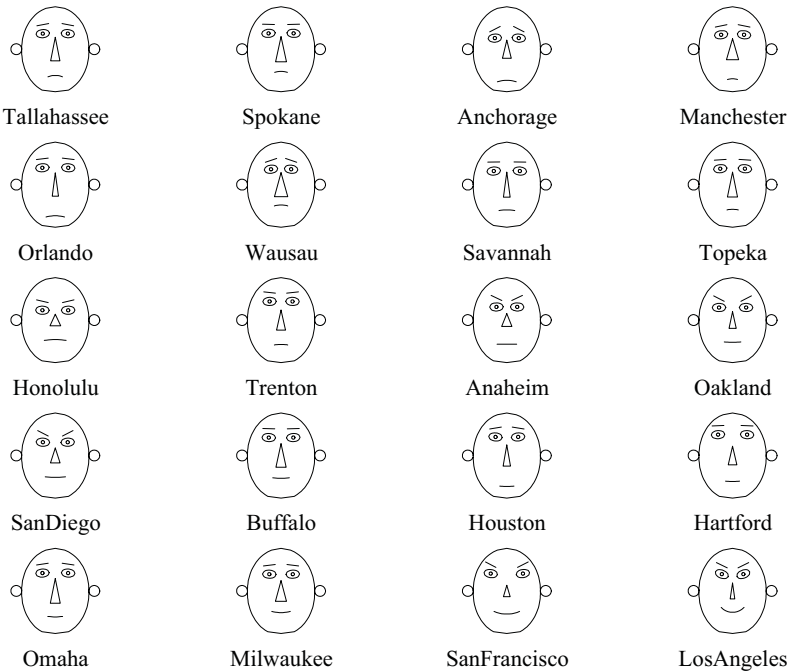 Tallahassee Spokane Anchorage Manchester
Orlando Wausau Savannah Topeka
Honolulu Trenton Anaheim Oakland
SanDiego Buffalo Houston Hartford
Omaha Milwaukee SanFrancisco LosAngeles